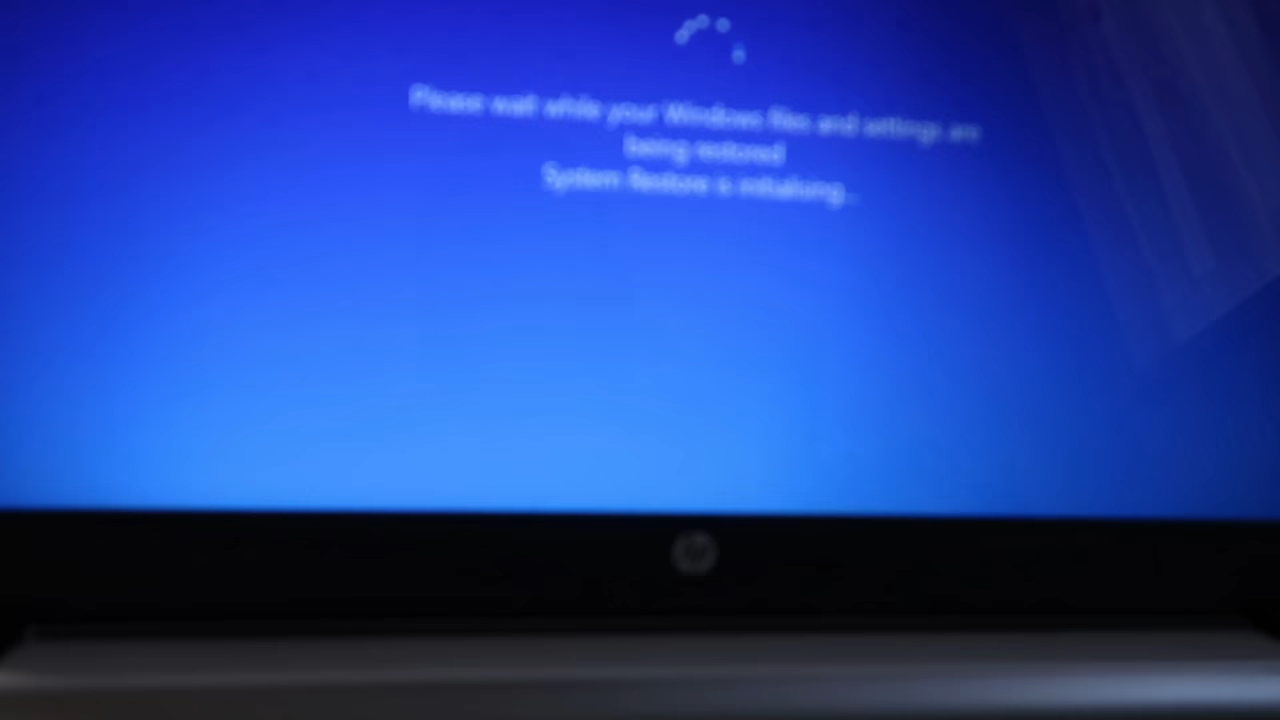 Please wait while your Windows files and settings are
being restored
System Restore is initializing...